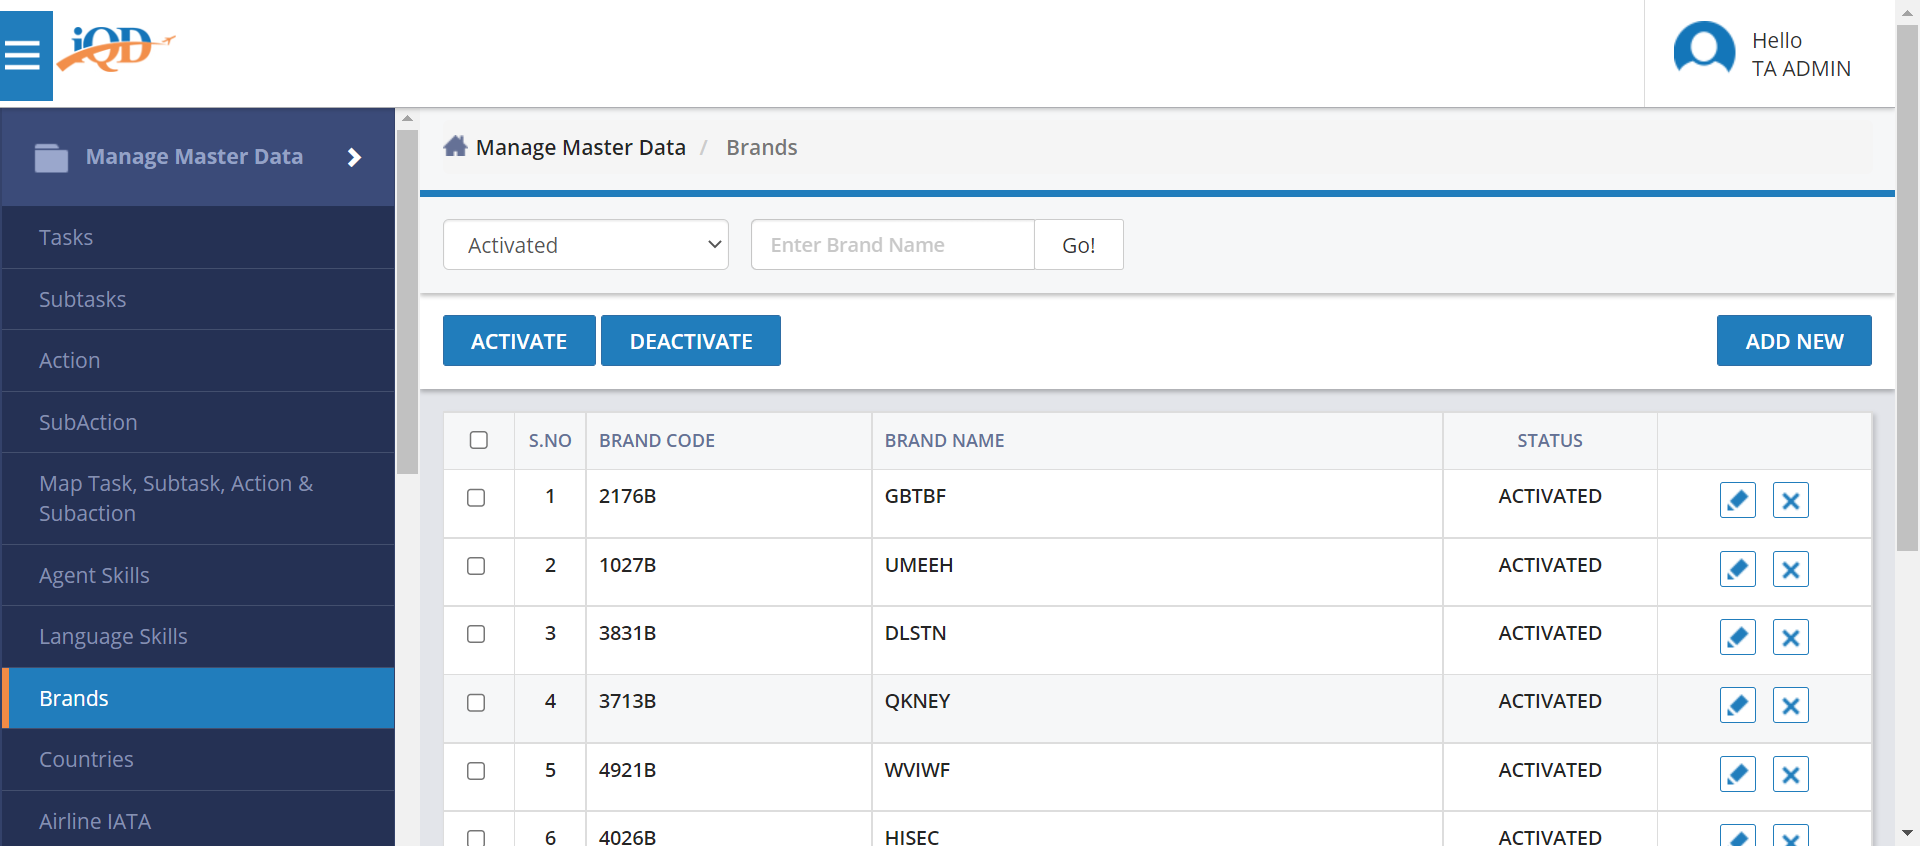 iQD
Hello
TA ADMIN
Manage Master Data
Tasks
Subtasks
Action
SubAction
Map Task, Subtask, Action &
Subaction
Agent Skills
Language Skills
Brands
Countries
Airline IATA
Manage Master Data / Brands
Activated
Enter Brand Name
Go!
ACTIVATE
DEACTIVATE
ADD NEW
S.NO BRAND CODE BRAND NAME STATUS
1 2176B GBTBF ACTIVATED
2 1027B UMEEH ACTIVATED
3 3831B DLSTN ACTIVATED
4 3713B QKNEY ACTIVATED
5 4921B WVIWF ACTIVATED
6 4026B HISEC ACTIVATED